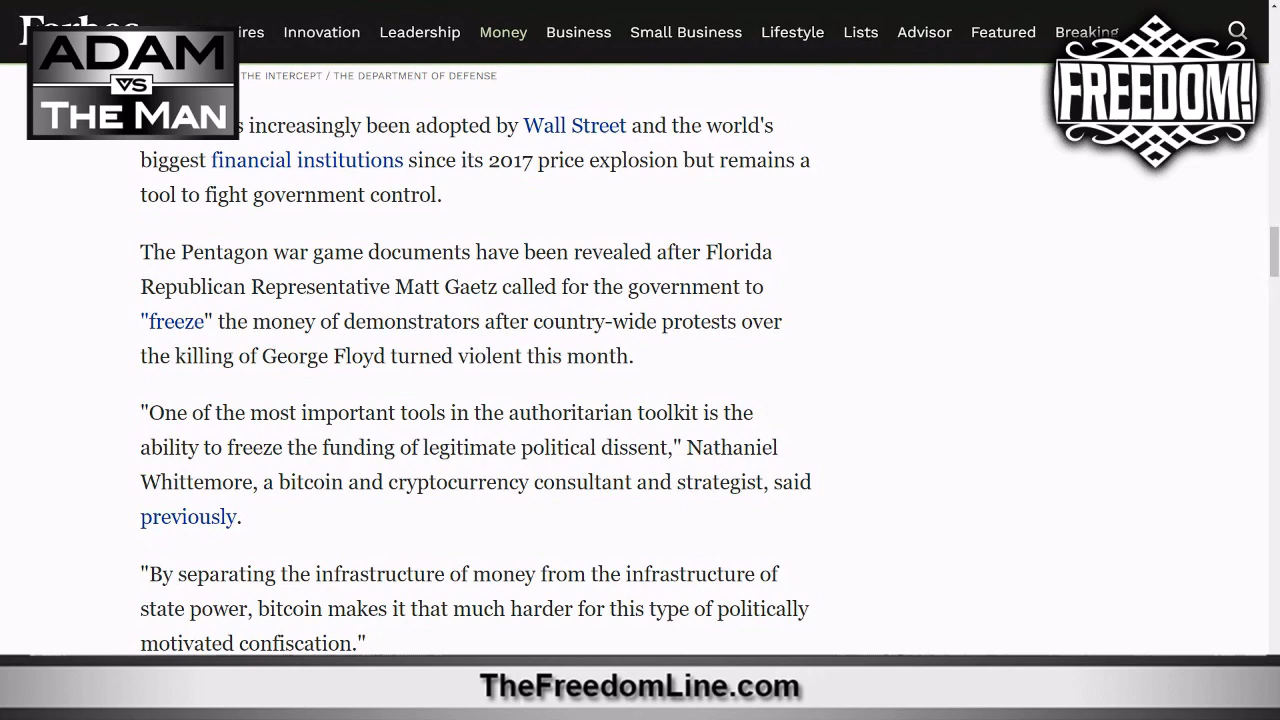 Forbes
ires Innovation Leadership Money Business Small Business Lifestyle Lists Advisor Featured Breaking
ADAM
VS
THE MAN
FREEDOM!
THE INTERCEPT / THE DEPARTMENT OF DEFENSE
s increasingly been adopted by Wall Street and the world's
biggest financial institutions since its 2017 price explosion but remains a
tool to fight government control.
The Pentagon war game documents have been revealed after Florida
Republican Representative Matt Gaetz called for the government to
"freeze" the money of demonstrators after country-wide protests over
the killing of George Floyd turned violent this month.
"One of the most important tools in the authoritarian toolkit is the
ability to freeze the funding of legitimate political dissent," Nathaniel
Whittemore, a bitcoin and cryptocurrency consultant and strategist, said
previously.
"By separating the infrastructure of money from the infrastructure of
state power, bitcoin makes it that much harder for this type of politically
motivated confiscation."
TheFreedomLine.com